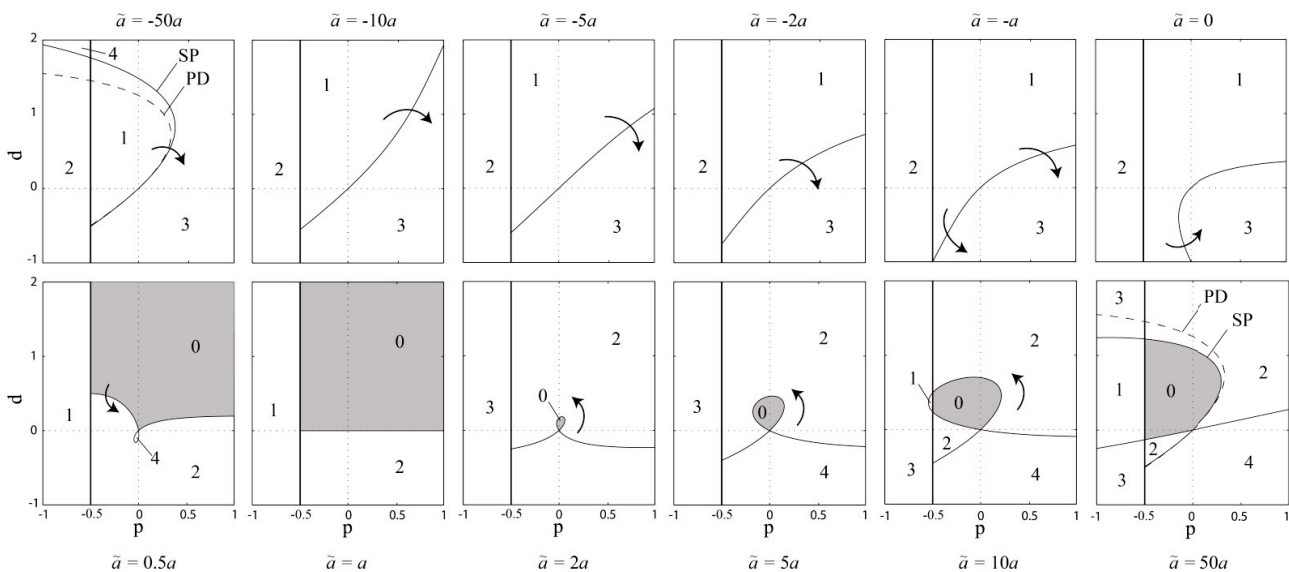 ã = -50a ã = -10a ã = -5a ã = -2a ã = -a ã = 0
2 4 SP PD 1 1 1 1 1 1
1
d 2 2 2 2 2 2
0
3 3 3 3 3 3
-1
2 3 PD SP
0 0 2 2 2
1
d 1 1 3 0 3 0 1 0 1 0 2
0
4 2 2 4 2 3 4 2 3 4
-1
-1 -0.5 0 0.5 1 -1 -0.5 0 0.5 1 -1 -0.5 0 0.5 1 -1 -0.5 0 0.5 1 -1 -0.5 0 0.5 1 -1 -0.5 0 0.5 1
p p p p p p
ã = 0.5a ã = a ã = 2a ã = 5a ã = 10a ã = 50a